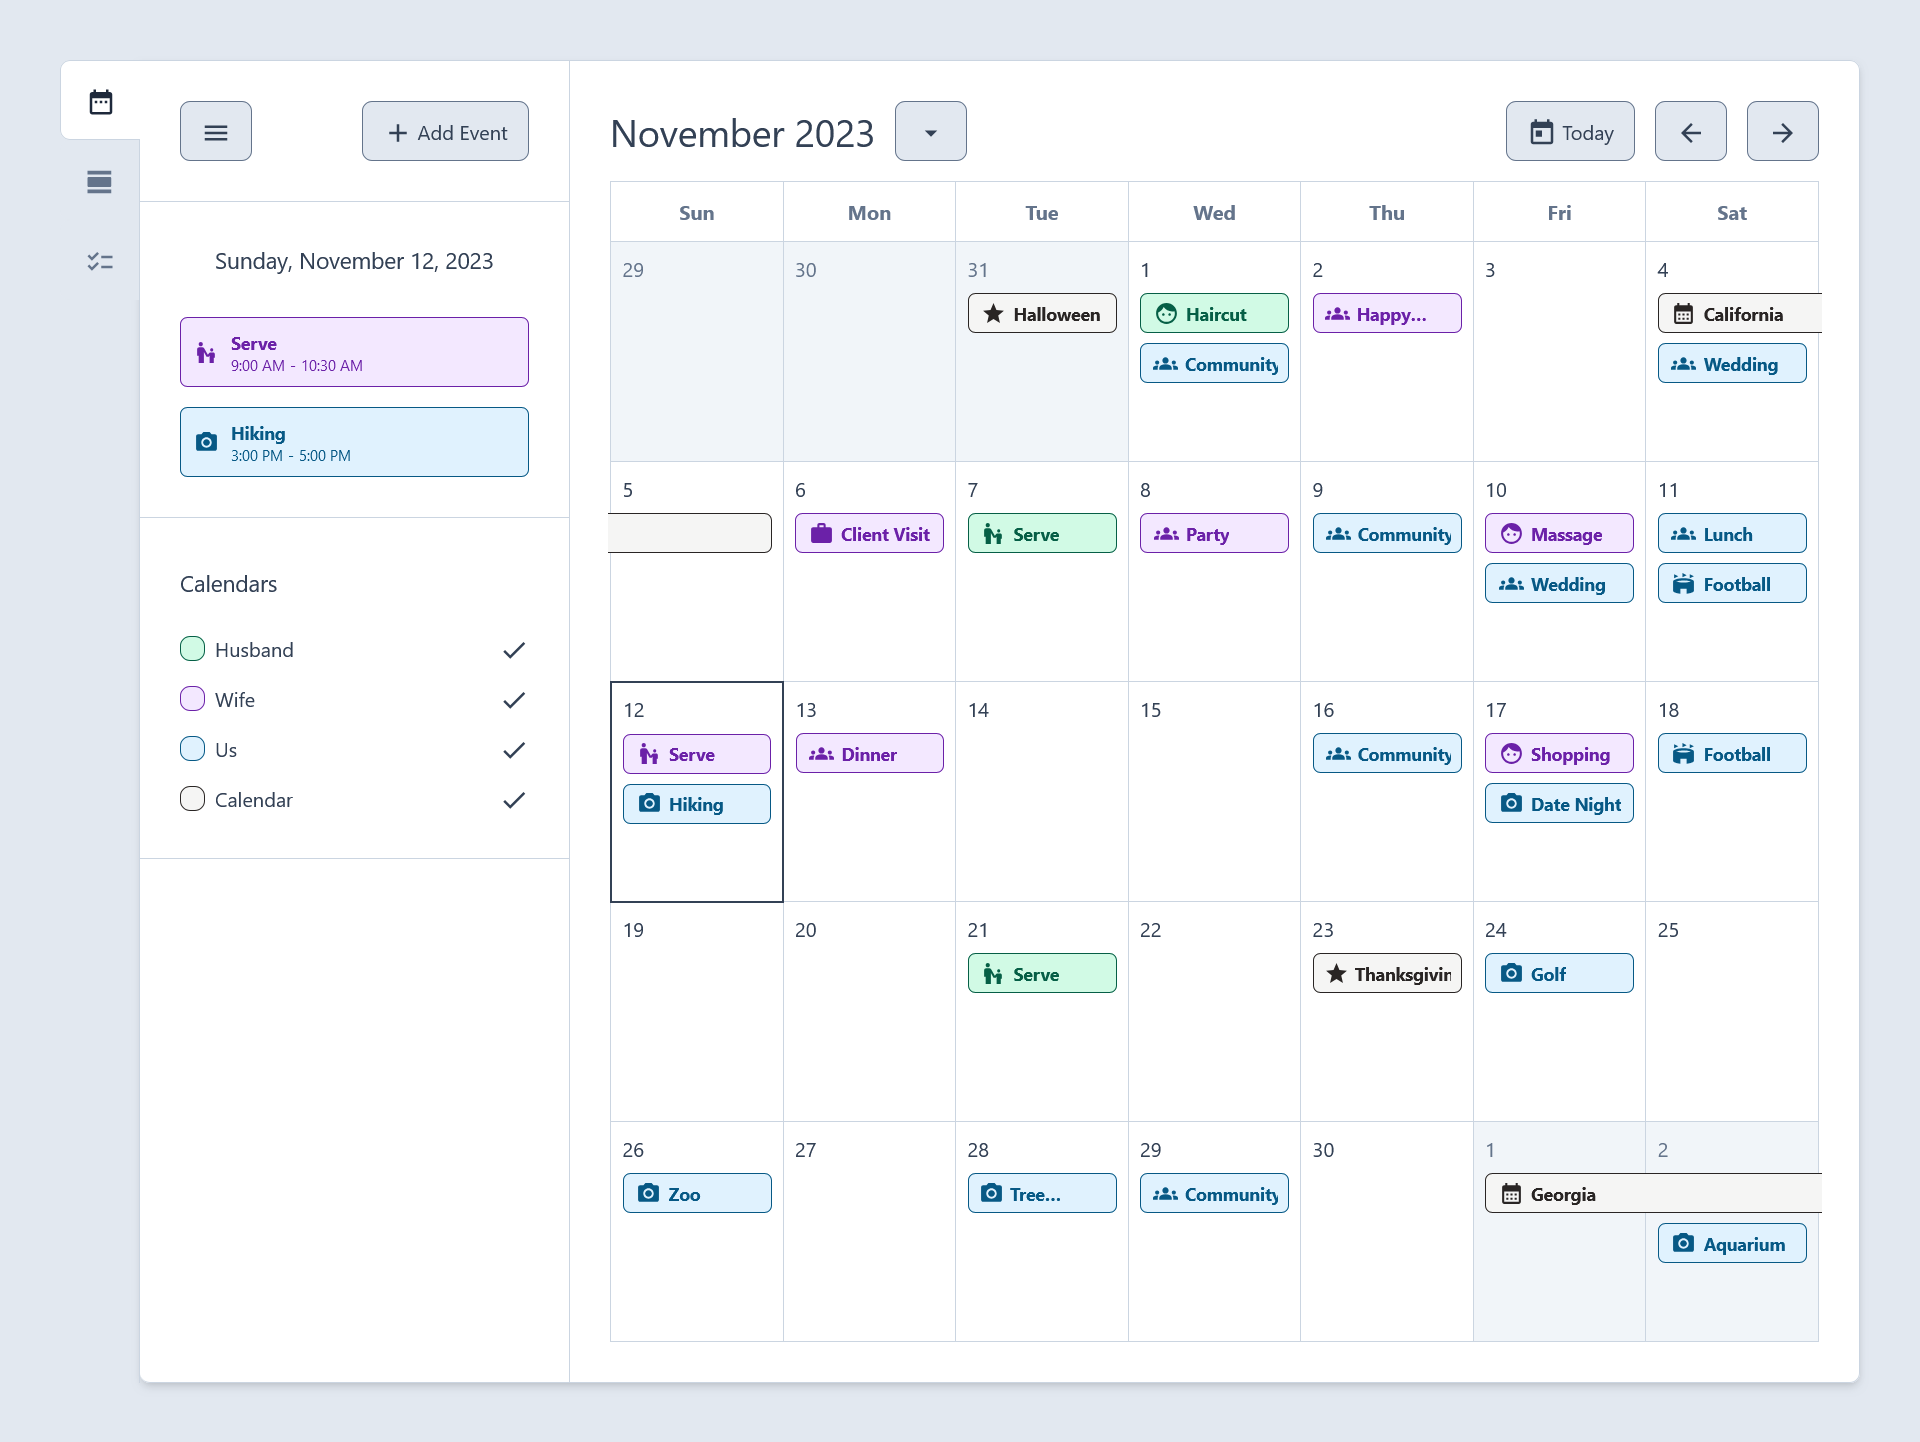 Add Event
Sunday, November 12, 2023
Serve
9:00 AM - 10:30 AM
Hiking
3:00 PM - 5:00 PM
Calendars
Husband
Wife
Us
Calendar
November 2023
Today
Sun Mon Tue Wed Thu Fri Sat
29 30 31 1 2 3 4
Halloween Haircut Happy... California
Community Wedding
5 6 7 8 9 10 11
Client Visit Serve Party Community Massage Lunch
Wedding Football
12 13 14 15 16 17 18
Serve Dinner Community Shopping Football
Hiking Date Night
19 20 21 22 23 24 25
Serve Thanksgivin Golf
26 27 28 29 30 1 2
Zoo Tree... Community Georgia
Aquarium